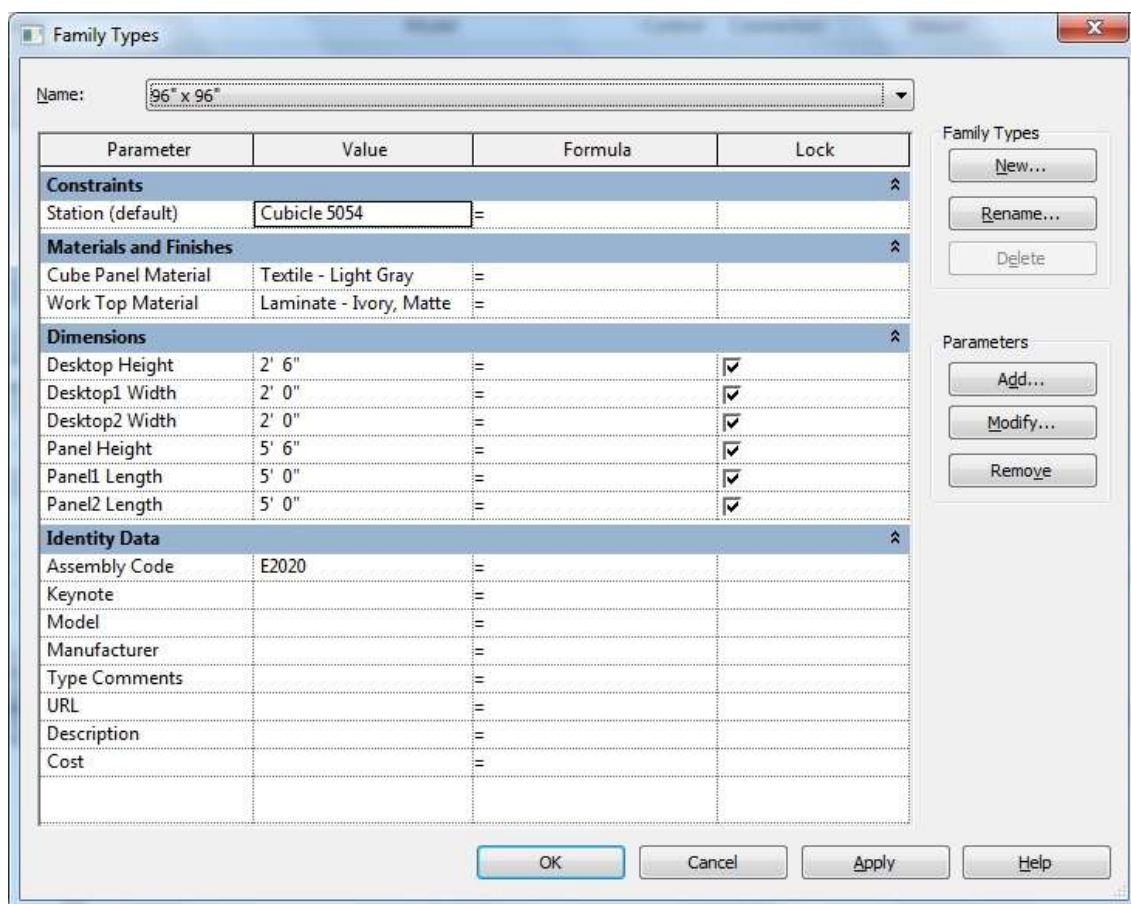 Family Types
Name: 96" x 96"
Parameter Value Formula Lock
Constraints
Station (default) Cubicle 5054 =
Materials and Finishes
Cube Panel Material Textile - Light Gray =
Work Top Material Laminate - Ivory, Matte =
Dimensions
Desktop Height 2' 6" =
Desktop1 Width 2' 0" =
Desktop2 Width 2' 0" =
Panel Height 5' 6" =
Panel1 Length 5' 0" =
Panel2 Length 5' 0" =
Identity Data
Assembly Code E2020 =
Keynote =
Model =
Manufacturer =
Type Comments =
URL =
Description =
Cost =
Family Types
New...
Rename...
Delete
Parameters
Add...
Modify...
Remove
OK Cancel Apply Help